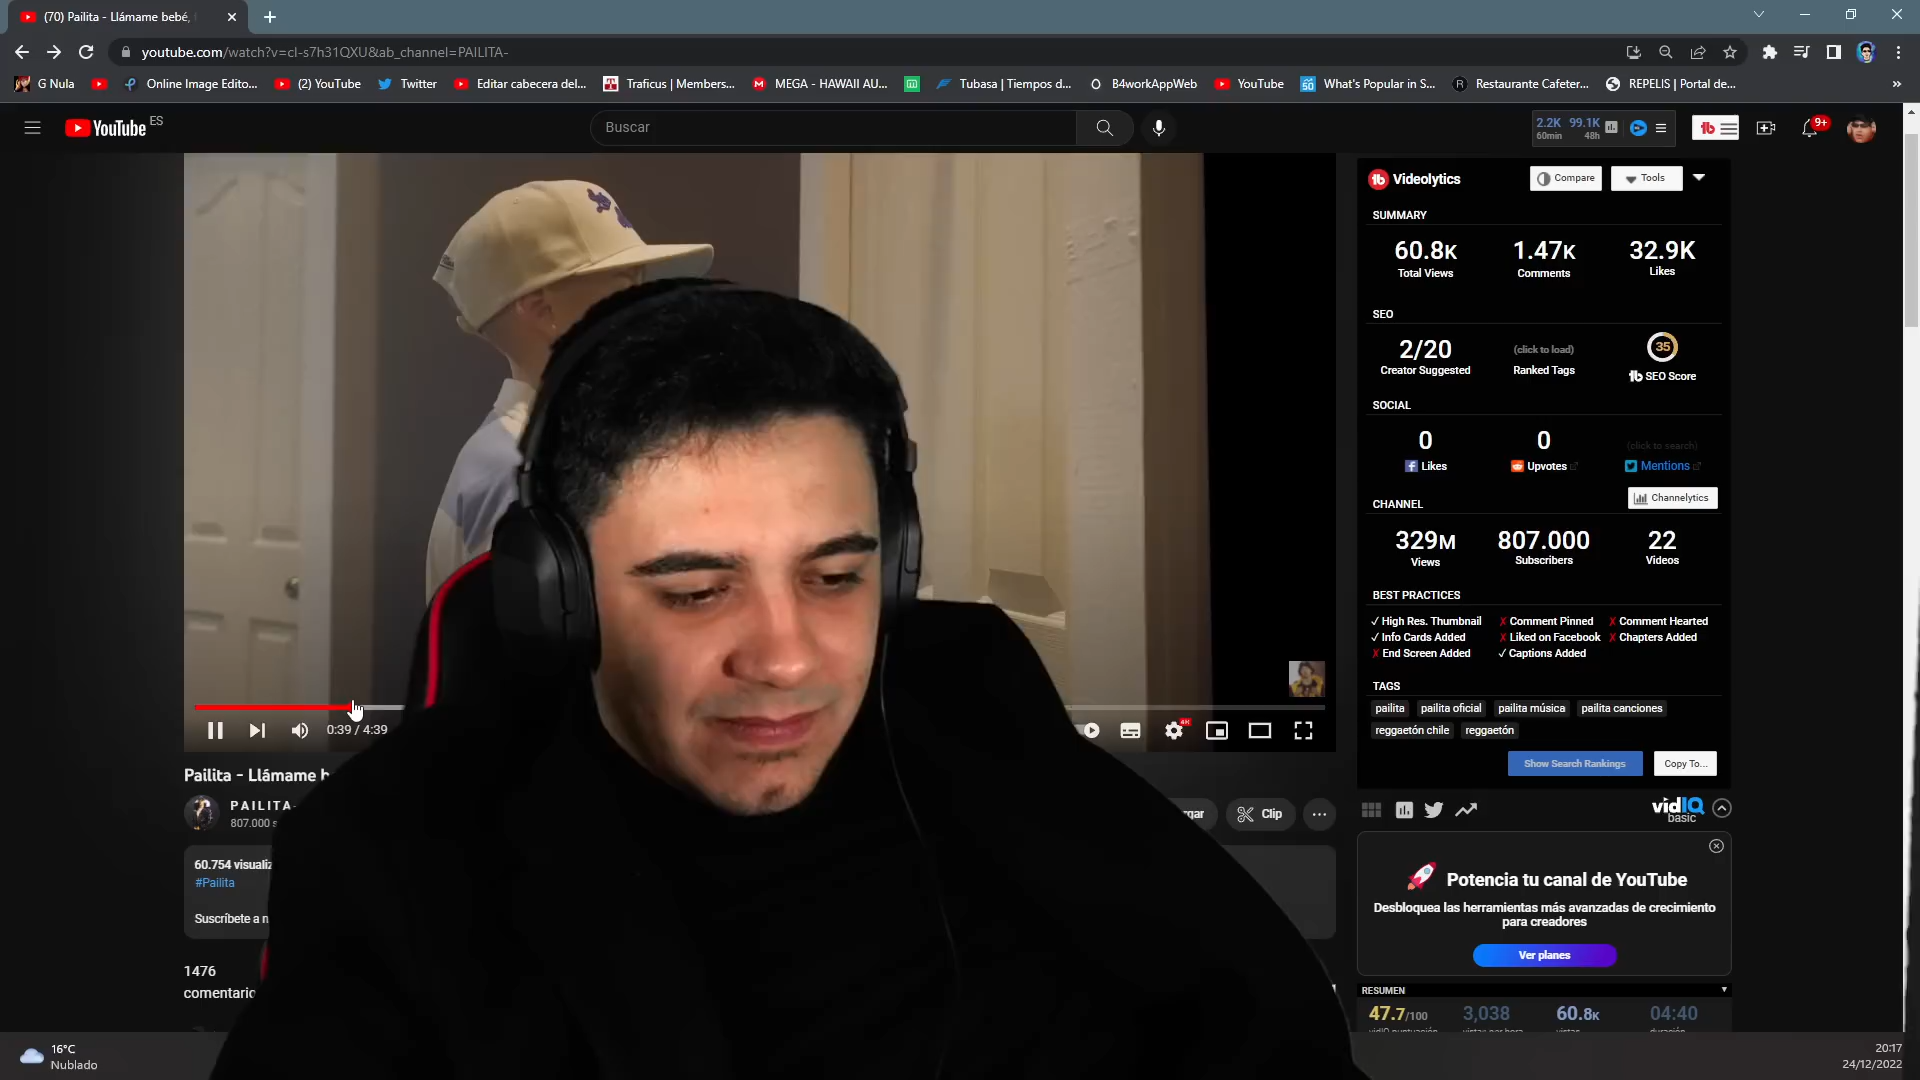 (70) Pailita - Llámame bebé,
youtube.com/watch?v=cl-s7h31QXU&ab_channel=PAILITA-
G Nula
Online Image Edito...
(2) YouTube
Twitter
Editar cabecera del...
Traficus | Members...
MEGA - HAWAII AU...
Tubasa | Tiempos d...
B4workAppWeb
YouTube
What's Popular in S...
Restaurante Cafeter...
REPELIS | Portal de...
YouTube ES
Buscar
2.2K 99.1K
60min 48h
9+
Videolytics
Compare
Tools
SUMMARY
60.8K 1.47K 32.9K
Total Views Comments Likes
SEO
2/20 (click to load) 35
Creator Suggested Ranked Tags SEO Score
SOCIAL
0 0 (click to search)
Likes Upvotes Mentions
CHANNEL
Channelytics
329M 807.000 22
Views Subscribers Videos
BEST PRACTICES
✓ High Res. Thumbnail ✗ Comment Pinned ✗ Comment Hearted
✓ Info Cards Added ✗ Liked on Facebook ✗ Chapters Added
✗ End Screen Added ✓ Captions Added
TAGS
pailita pailita oficial pailita música pailita canciones
reggaetón chile reggaetón
Show Search Rankings
Copy To...
0:39 / 4:39
4K
Pailita - Llámame
PAILITA-
807.000
Clip
60.754
#Pailita
Suscríbete a
1476
vidIQ
basic
Potencia tu canal de YouTube
Desbloquea las herramientas más avanzadas de crecimiento
para creadores
Ver planes
RESUMEN
47.7/100 3,038 60.8K 04:40
16°C
Nublado
20:17
24/12/2022